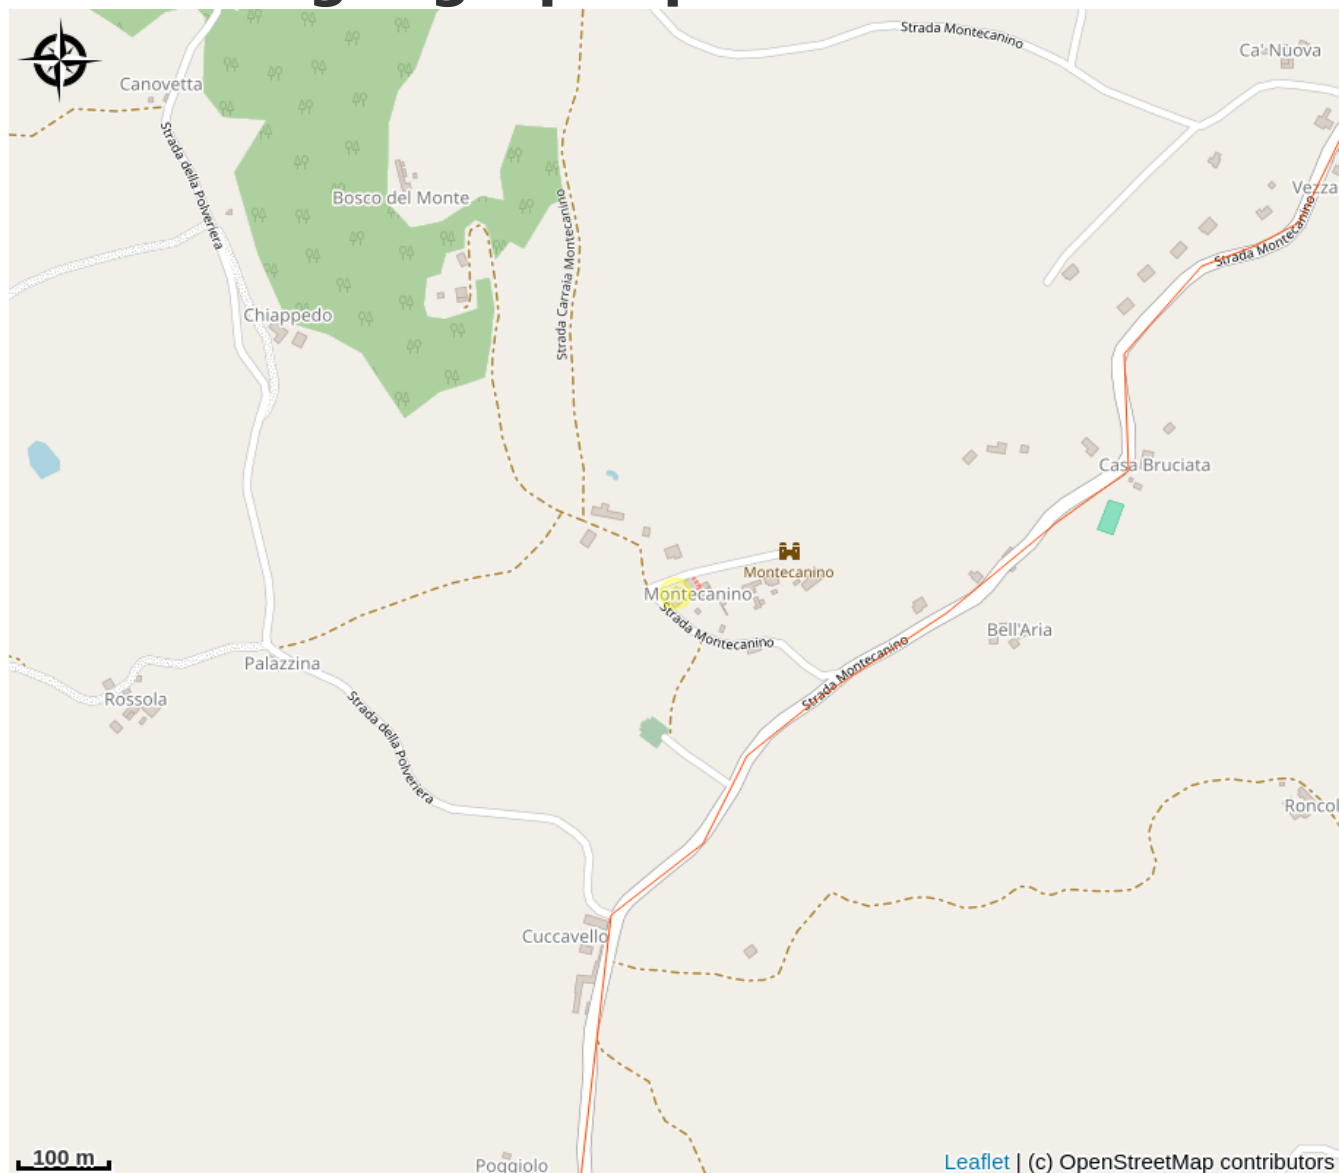 Strada Montecanino
Ca' Nuova
Canovetta
Strada della Polveriera
Bosco del Monte
Strada Carraia Montecanino
Vezza
Strada Montecanino
Chiappedo
Casa Bruciata
Montecanino
Montecanino
Strada Montecanino
Bell'Aria
Strada Montecanino
Palazzina
Rossola
Strada della Polveriera
Roncol
Cuccavello
Poggiolo
100 m
Leaflet | (c) OpenStreetMap contributors